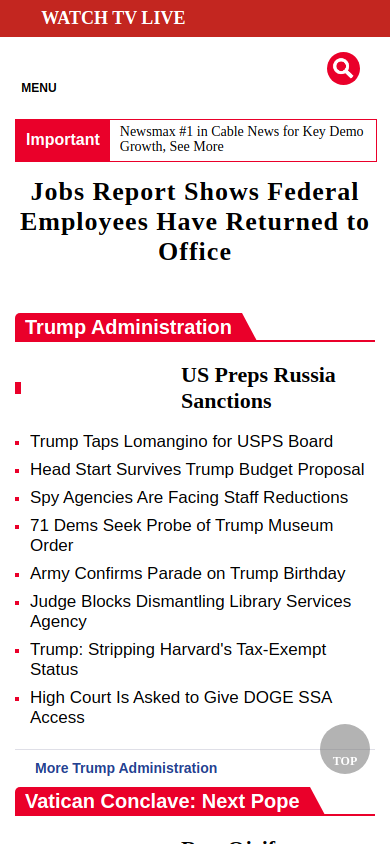 WATCH TV LIVE
MENU
Important
Newsmax #1 in Cable News for Key Demo
Growth, See More
Jobs Report Shows Federal
Employees Have Returned to
Office
Trump Administration
US Preps Russia
Sanctions
Trump Taps Lomangino for USPS Board
Head Start Survives Trump Budget Proposal
Spy Agencies Are Facing Staff Reductions
71 Dems Seek Probe of Trump Museum
Order
Army Confirms Parade on Trump Birthday
Judge Blocks Dismantling Library Services
Agency
Trump: Stripping Harvard's Tax-Exempt
Status
High Court Is Asked to Give DOGE SSA
Access
TOP
More Trump Administration
Vatican Conclave: Next Pope